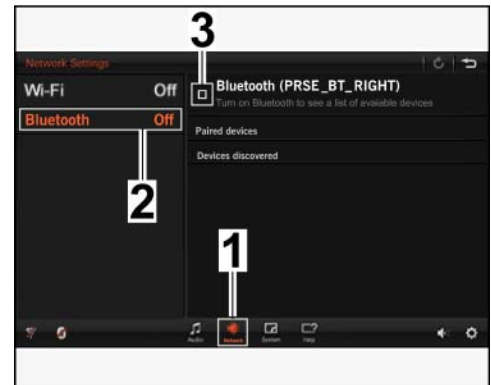 3
Network Settings
Wi-Fi Off
Bluetooth (PRSE_BT_RIGHT)
Turn on Bluetooth to see a list of avaiable devices
Bluetooth Off
Paired devices
Devices discovered
2
1
Audio Network System ? Help